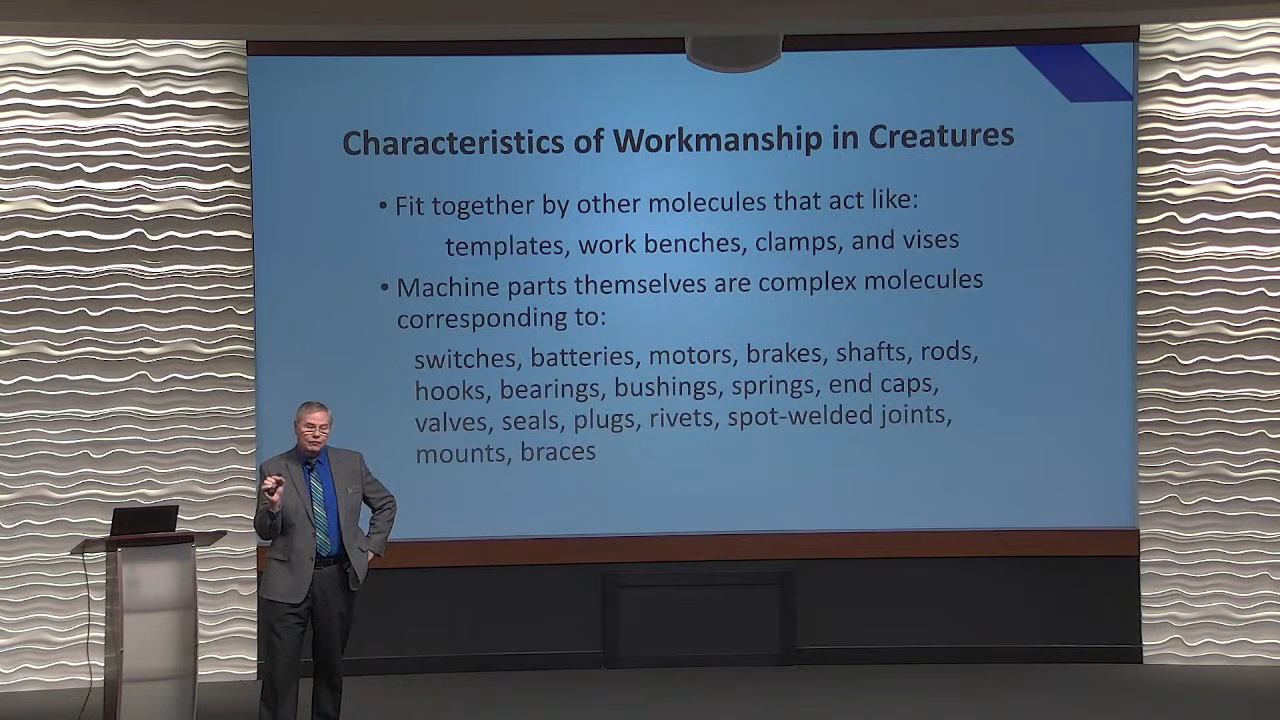 Characteristics of Workmanship in Creatures
• Fit together by other molecules that act like:
templates, work benches, clamps, and vises
• Machine parts themselves are complex molecules
corresponding to:
switches, batteries, motors, brakes, shafts, rods,
hooks, bearings, bushings, springs, end caps,
valves, seals, plugs, rivets, spot-welded joints,
mounts, braces